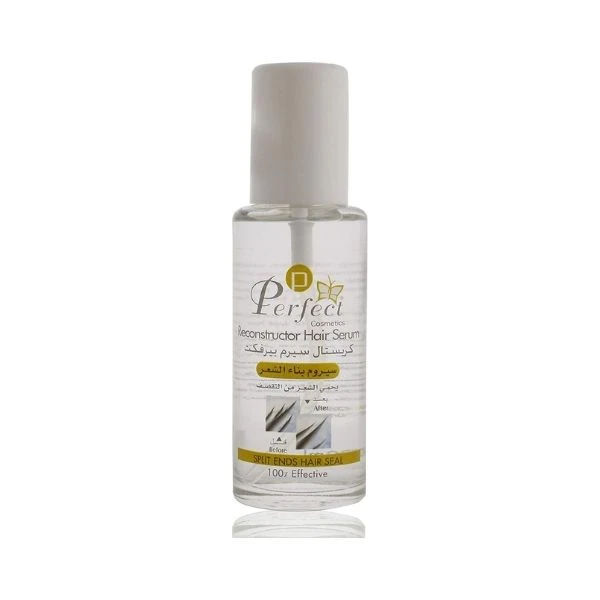 P
Perfect
Cosmetics
Reconstructor Hair Serum
كريستال سيرم بيرفكت
سيروم بناء الشعر
يحمى الشعر من التقصف
بعد
After
قبل
Before
SPLIT ENDS HAIR SEAL
100% Effective